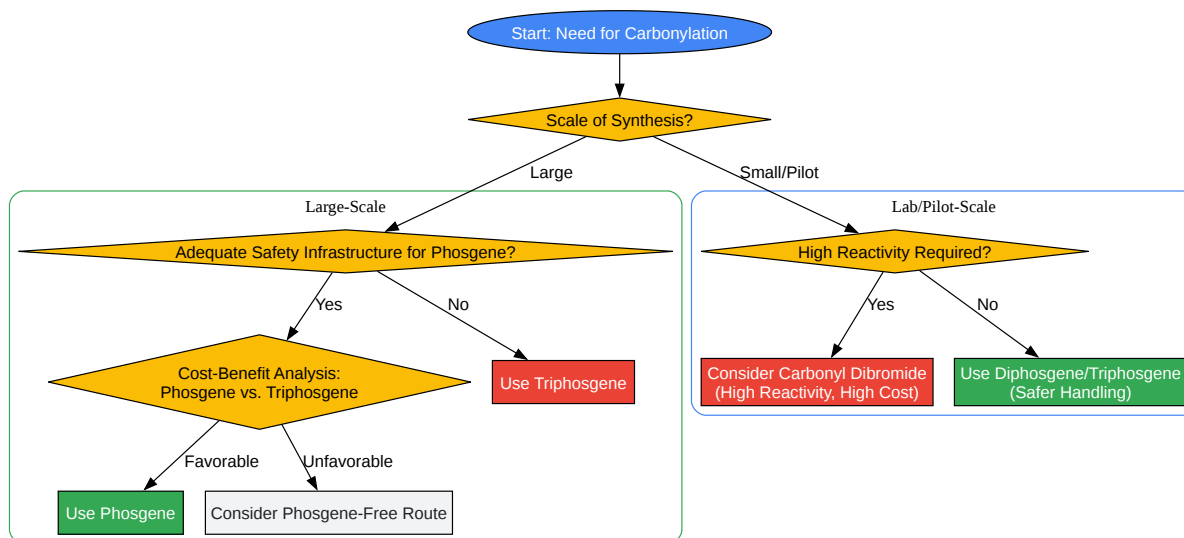 Start: Need for Carbonylation
Scale of Synthesis?
Large
Small/Pilot
Large-Scale
Lab/Pilot-Scale
Adequate Safety Infrastructure for Phosgene?
High Reactivity Required?
Yes
No
Yes
No
Cost-Benefit Analysis:
Phosgene vs. Triphosgene
Use Triphosgene
Consider Carbonyl Dibromide
(High Reactivity, High Cost)
Use Diphosgene/Triphosgene
(Safer Handling)
Favorable
Unfavorable
Use Phosgene
Consider Phosgene-Free Route